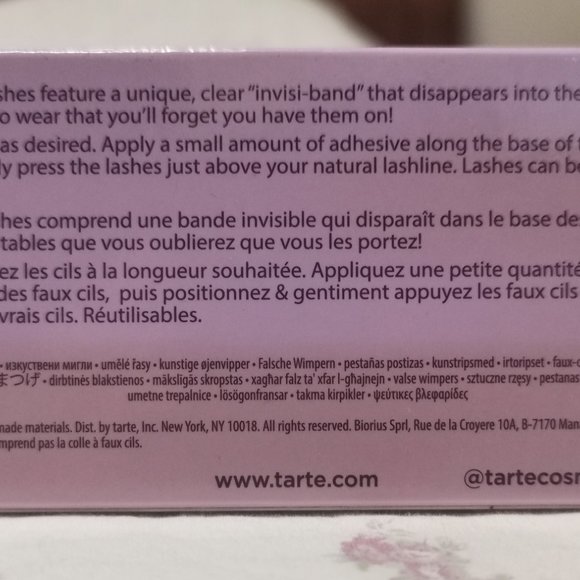 shes feature a unique, clear "invisi-band" that disappears into the
o wear that you'll forget you have them on!
as desired. Apply a small amount of adhesive along the base of t
ly press the lashes just above your natural lashline. Lashes can be
hes comprend une bande invisible qui disparaît dans le base des
tables que vous oublierez que vous les portez!
ez les cils à la longueur souhaitée. Appliquez une petite quantité
des faux cils, puis positionnez & gentiment appuyez les faux cils
vrais cils. Réutilisables.
• изкуствени мигли • umělé řasy • kunstige øjenvipper • Falsche Wimpern • pestañas postizas • kunstripsmed • irtoripset • faux-c
まつげ • dirbtinės blakstienos • mākslīgās skropstas • xagħar falz ta' xfar l-għajnejn • valse wimpers • sztuczne rzęsy • pestanas
umetne trepalnice • lösögonfransar • takma kirpikler • ψεύτικες βλεφαρίδες
made materials. Dist. by tarte, Inc. New York, NY 10018. All rights reserved. Biorius Sprl, Rue de la Croyere 10A, B-7170 Man
omprend pas la colle à faux cils.
www.tarte.com @tartecosm